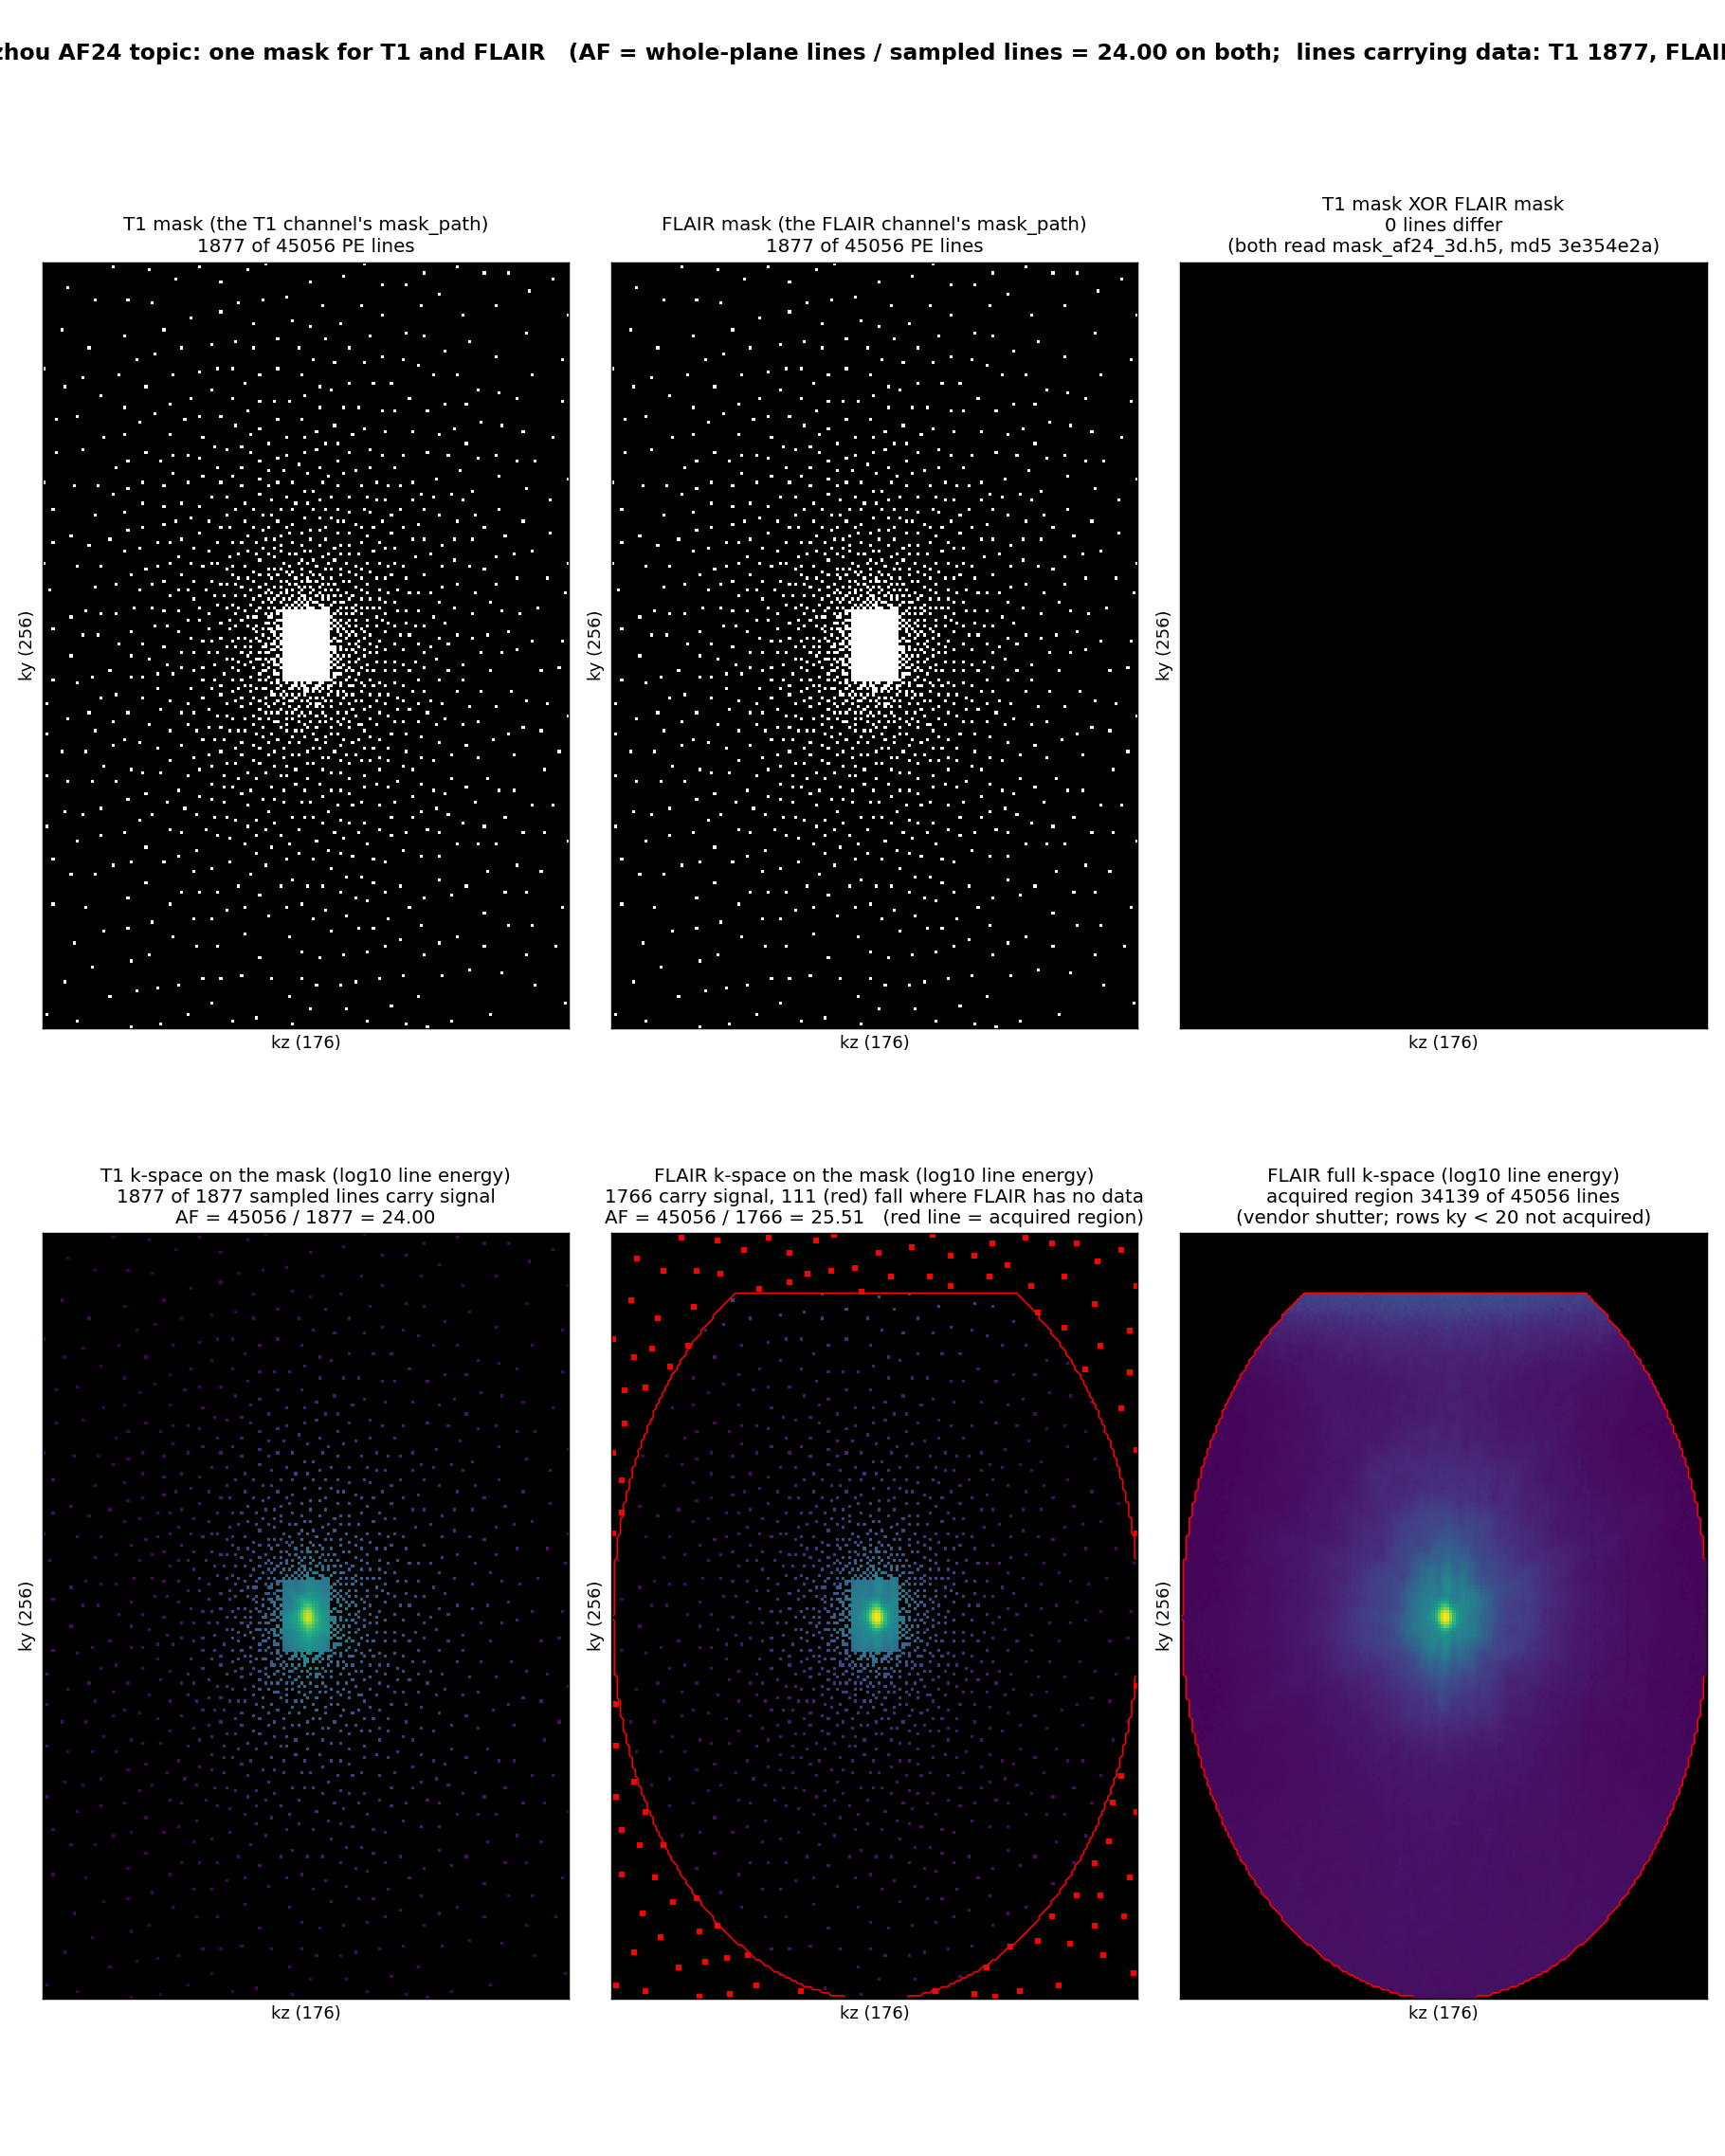 zhou AF24 topic: one mask for T1 and FLAIR (AF = whole-plane lines / sampled lines = 24.00 on both; lines carrying data: T1 1877, FLAI
T1 mask (the T1 channel's mask_path)
1877 of 45056 PE lines
ky (256)
kz (176)
FLAIR mask (the FLAIR channel's mask_path)
1877 of 45056 PE lines
ky (256)
kz (176)
T1 mask XOR FLAIR mask
0 lines differ
(both read mask_af24_3d.h5, md5 3e354e2a)
ky (256)
kz (176)
T1 k-space on the mask (log10 line energy)
1877 of 1877 sampled lines carry signal
AF = 45056 / 1877 = 24.00
ky (256)
kz (176)
FLAIR k-space on the mask (log10 line energy)
1766 carry signal, 111 (red) fall where FLAIR has no data
AF = 45056 / 1766 = 25.51 (red line = acquired region)
ky (256)
kz (176)
FLAIR full k-space (log10 line energy)
acquired region 34139 of 45056 lines
(vendor shutter; rows ky < 20 not acquired)
ky (256)
kz (176)